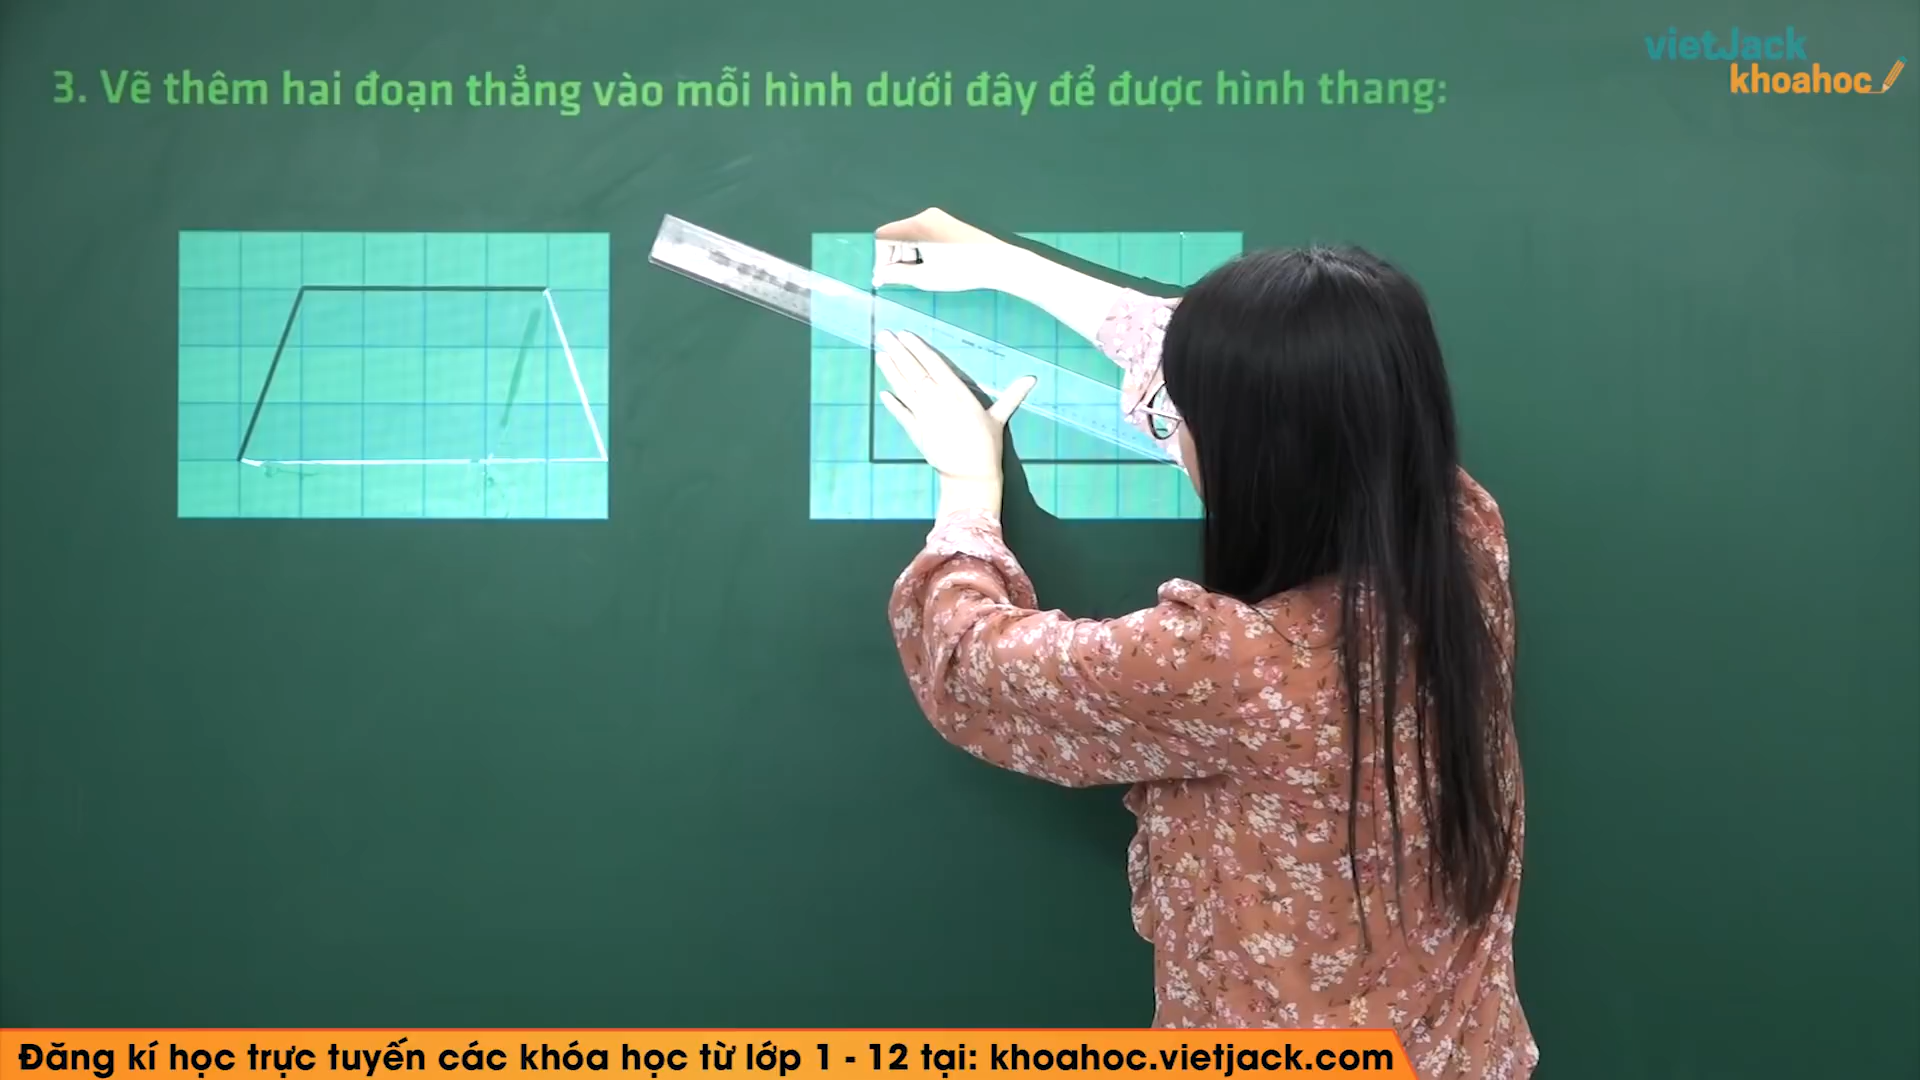 vietJack
khoahoc
3. Vẽ thêm hai đoạn thẳng vào mỗi hình dưới đây để được hình thang:
Đăng kí học trực tuyến các khóa học từ lớp 1 - 12 tại: khoahoc.vietjack.com